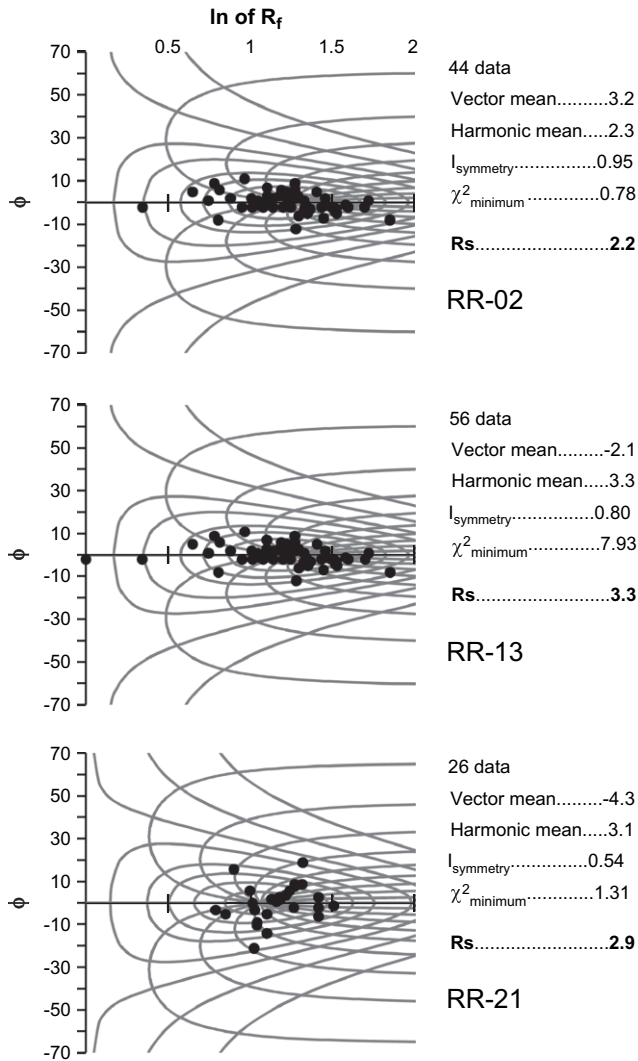 ln of Rf
0.5 1 1.5 2
70
50
30
10
-10
-30
-50
-70
ϕ
44 data
Vector mean..........3.2
Harmonic mean.....2.3
Isymmetry.................0.95
χ2minimum ..............0.78
Rs..........................2.2
RR-02
70
50
30
10
-10
-30
-50
-70
ϕ
56 data
Vector mean.........-2.1
Harmonic mean.....3.3
Isymmetry.................0.80
χ2minimum ..............7.93
Rs..........................3.3
RR-13
70
50
30
10
-10
-30
-50
-70
ϕ
26 data
Vector mean.........-4.3
Harmonic mean.....3.1
Isymmetry................0.54
χ2minimum ..............1.31
Rs..........................2.9
RR-21